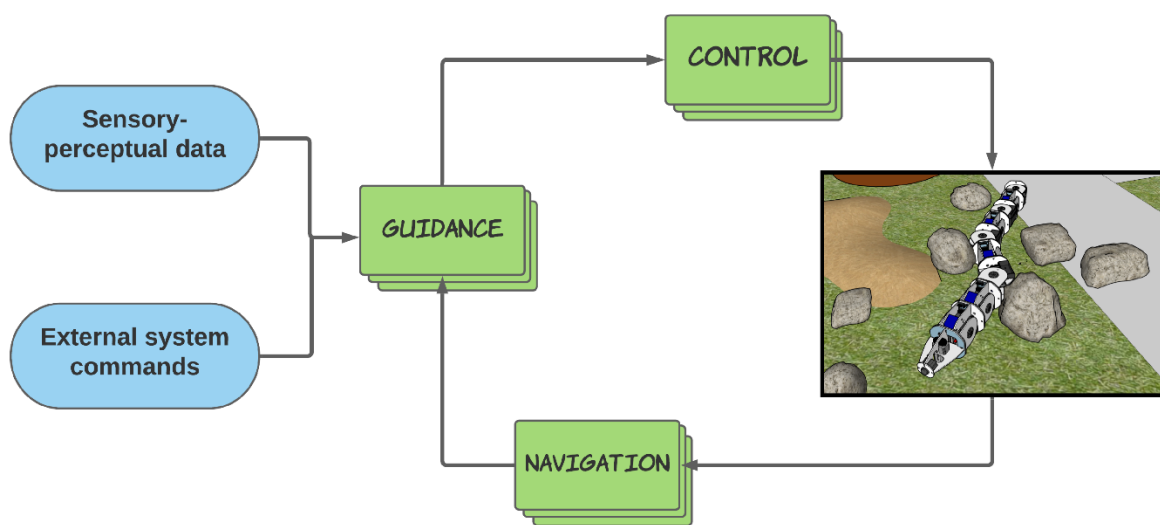 CONTROL
Sensory-
perceptual data
GUIDANCE
External system
commands
NAVIGATION